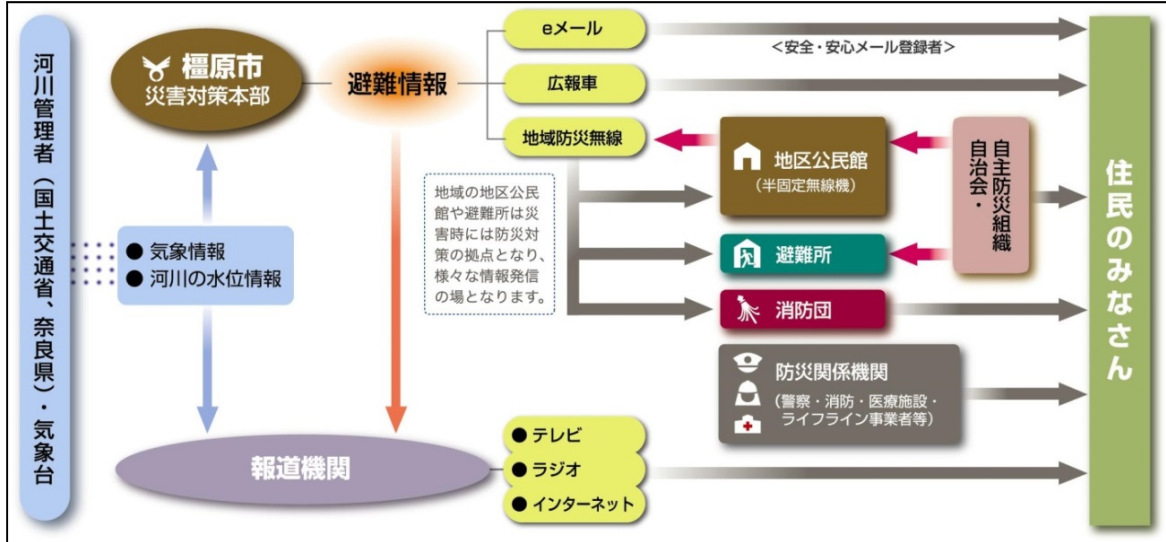 河川管理者（国土交通省、奈良県）・気象台
橿原市
災害対策本部
避難情報
eメール
＜安全・安心メール登録者＞
広報車
地域防災無線
地域の地区公民
館や避難所は災
害時には防災対
策の拠点となり、
様々な情報発信
の場となります。
● 気象情報
● 河川の水位情報
地区公民館
（半固定無線機）
避難所
消防団
防災関係機関
（警察・消防・医療施設・
ライフライン事業者等）
自治会・
自主防災組織
住民のみなさん
報道機関
● テレビ
● ラジオ
● インターネット